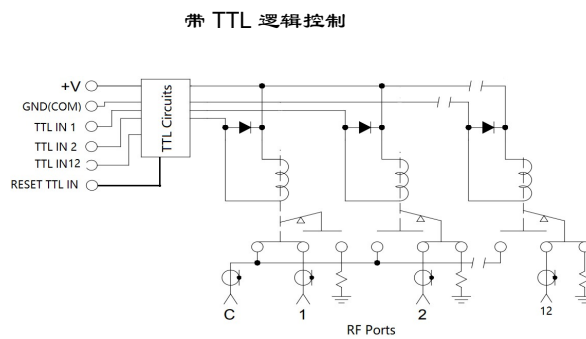 带 TTL 逻辑控制
+V
GND(COM)
TTL IN 1
TTL IN 2
TTL IN12
RESET TTL IN
TTL Circuits
C
1
2
12
RF Ports